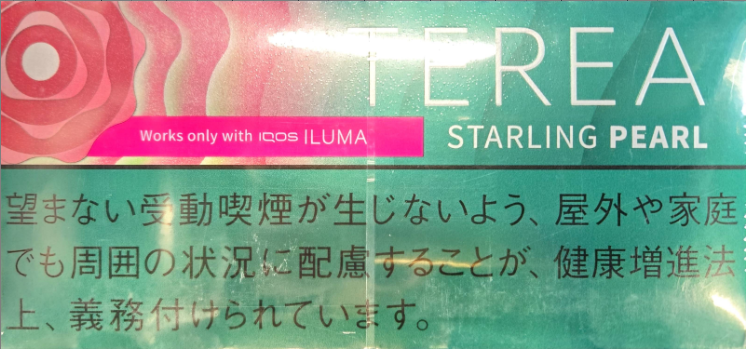 TEREA
Works only with IQOS ILUMA
STARLING PEARL
望まない受動喫煙が生じないよう、屋外や家庭
でも周囲の状況に配慮することが、健康増進法
上、義務付けられています。